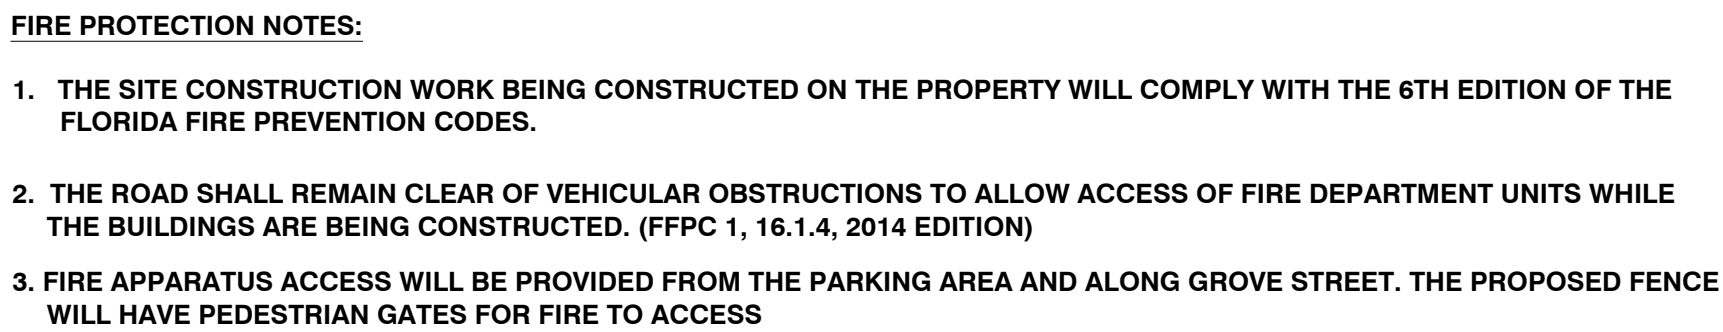 FIRE PROTECTION NOTES:
1. THE SITE CONSTRUCTION WORK BEING CONSTRUCTED ON THE PROPERTY WILL COMPLY WITH THE 6TH EDITION OF THE
FLORIDA FIRE PREVENTION CODES.
2. THE ROAD SHALL REMAIN CLEAR OF VEHICULAR OBSTRUCTIONS TO ALLOW ACCESS OF FIRE DEPARTMENT UNITS WHILE
THE BUILDINGS ARE BEING CONSTRUCTED. (FFPC 1, 16.1.4, 2014 EDITION)
3. FIRE APPARATUS ACCESS WILL BE PROVIDED FROM THE PARKING AREA AND ALONG GROVE STREET. THE PROPOSED FENCE
WILL HAVE PEDESTRIAN GATES FOR FIRE TO ACCESS